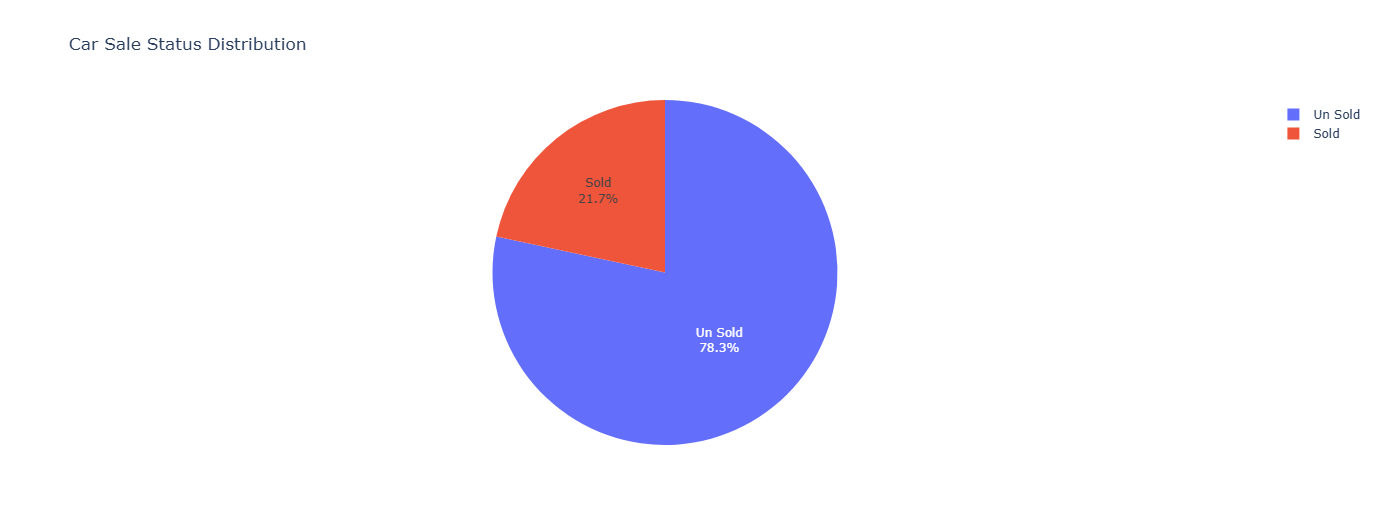 Car Sale Status Distribution
Un Sold
Sold
Sold
21.7%
Un Sold
78.3%